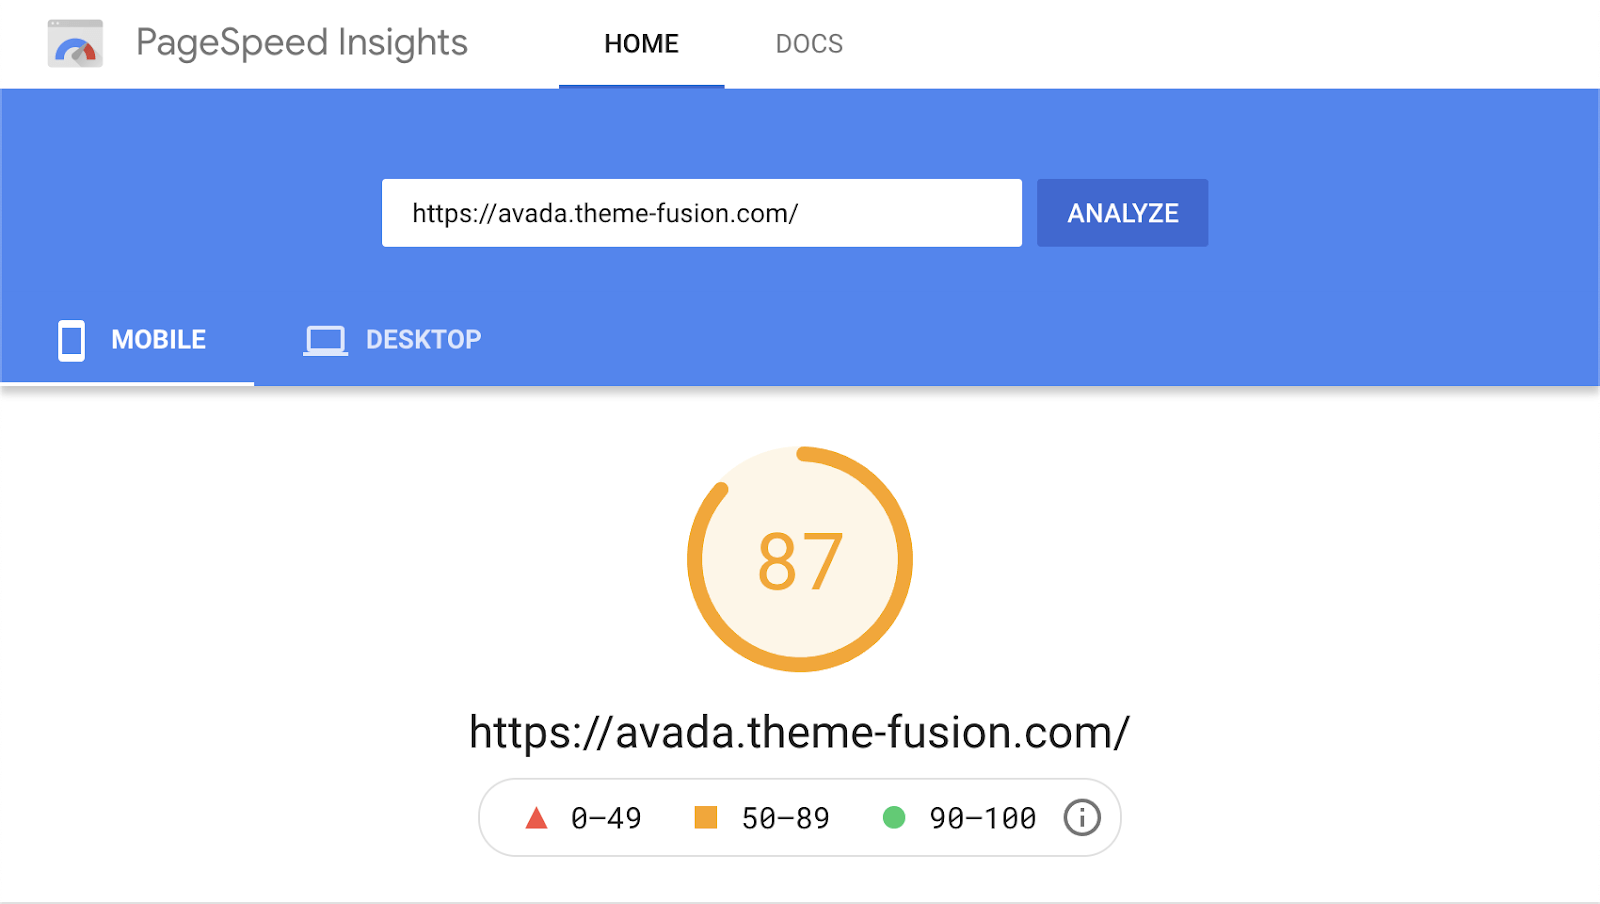 PageSpeed Insights HOME DOCS
https://avada.theme-fusion.com/ ANALYZE
MOBILE DESKTOP
87
https://avada.theme-fusion.com/
0–49 50–89 90–100